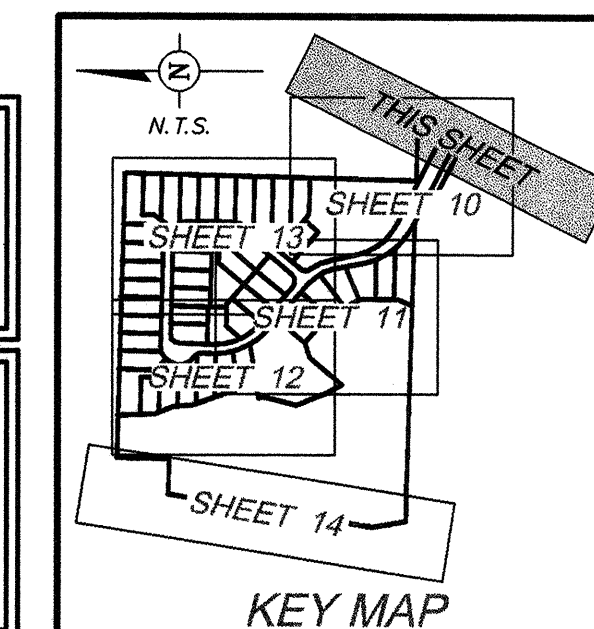 N
N.T.S.
THIS SHEET
SHEET 10
SHEET 13
SHEET 11
SHEET 12
SHEET 14
KEY MAP